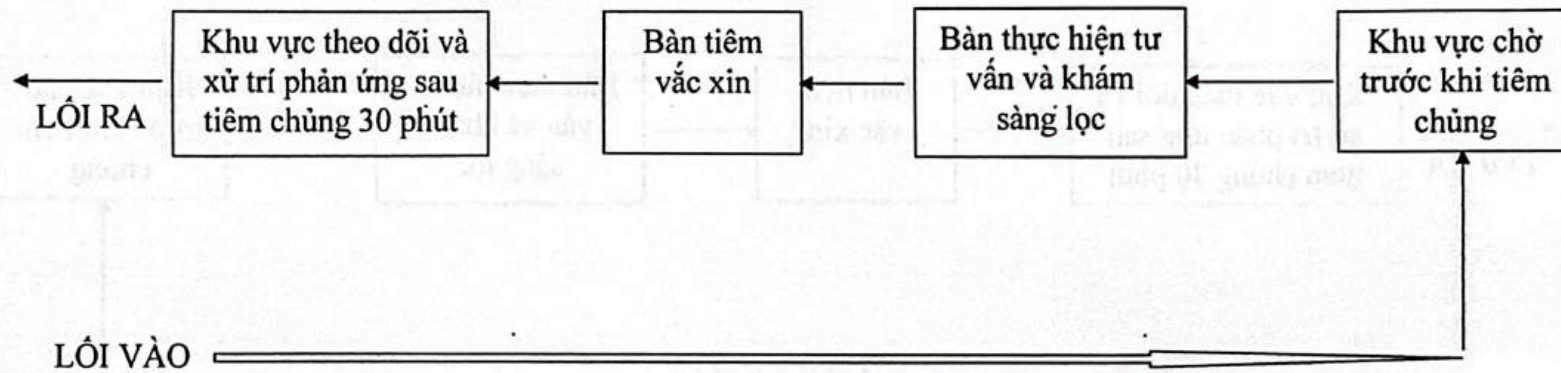 Khu vực theo dõi và
xử trí phản ứng sau
tiêm chủng 30 phút
Bàn tiêm
vắc xin
Bàn thực hiện tư
vấn và khám
sàng lọc
Khu vực chờ
trước khi tiêm
chủng
LỐI RA
LỐI VÀO